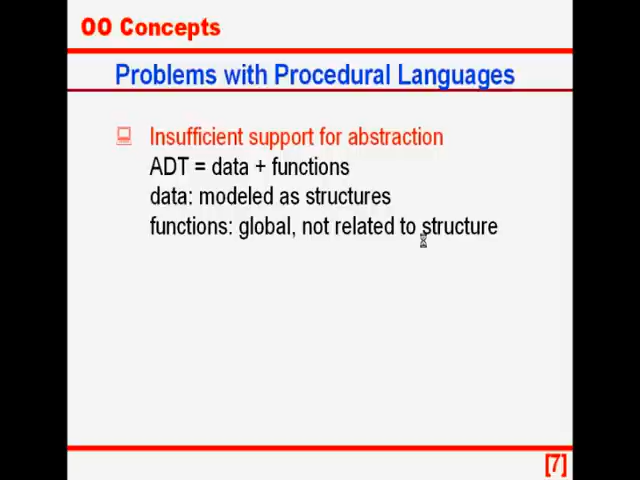 OO Concepts
Problems with Procedural Languages
Insufficient support for abstraction
ADT = data + functions
data: modeled as structures
functions: global, not related to structure
[7]